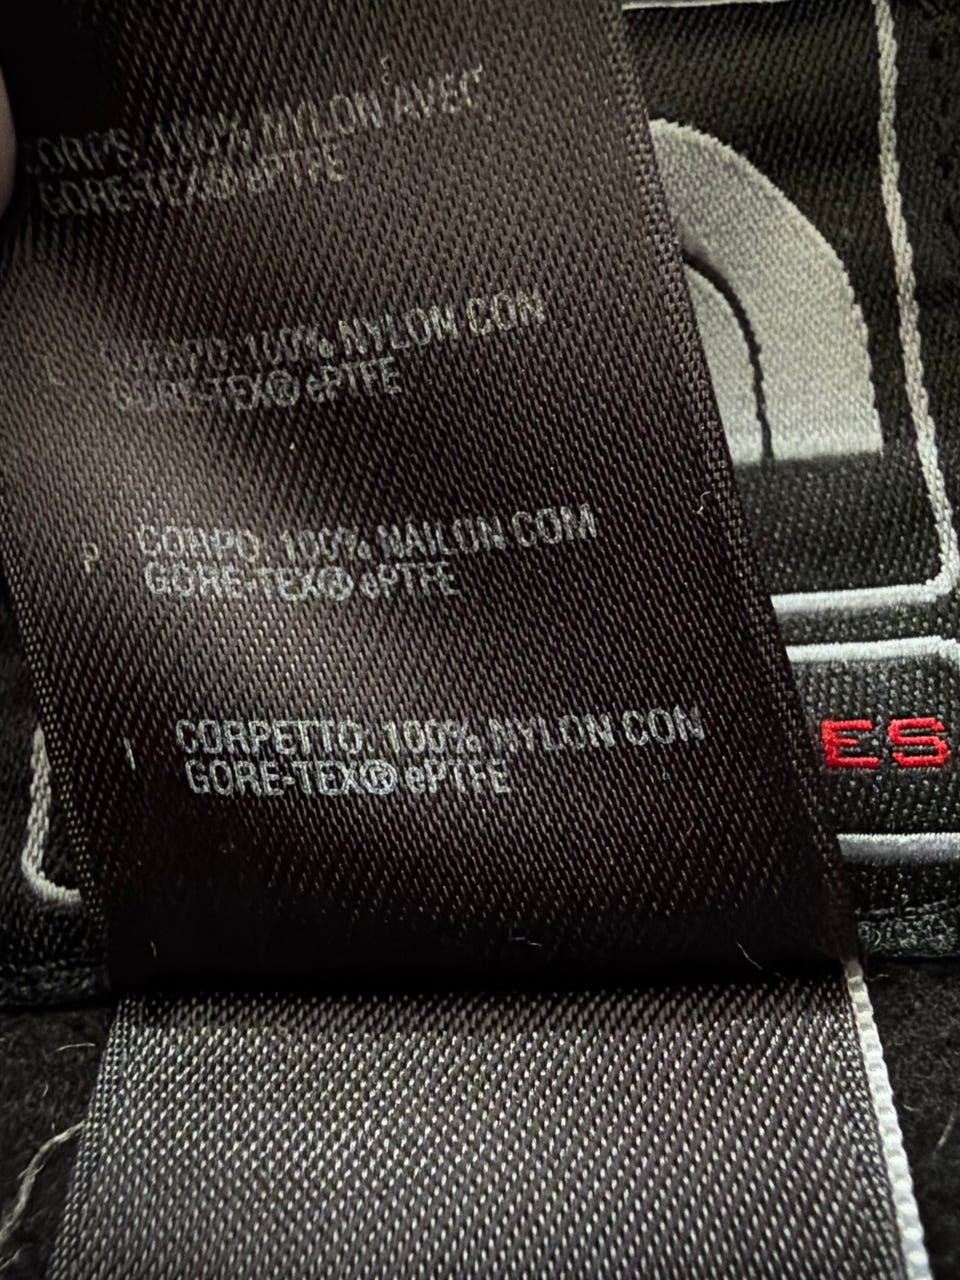 F
CORPS: 100% NYLON AVEC
GORE-TEX® ePTFE
E
CUERPO: 100% NYLON CON
GORE-TEX® ePTFE
P
CORPO: 100% NAILON COM
GORE-TEX® ePTFE
I
CORPETTO: 100% NYLON CON
GORE-TEX® ePTFE
ES